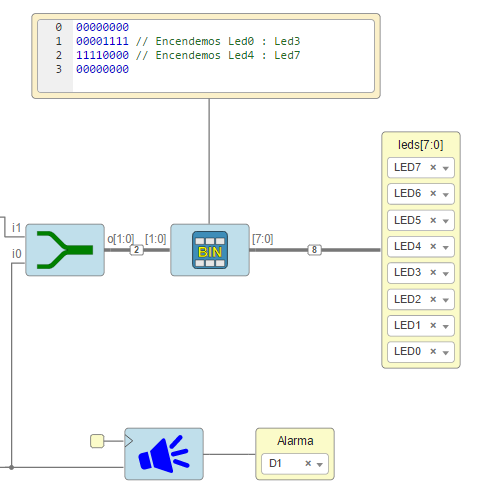 0 00000000
1 00001111 // Encendemos Led0 : Led3
2 11110000 // Encendemos Led4 : Led7
3 00000000
leds[7:0]
LED7 ×
LED6 ×
LED5 ×
LED4 ×
LED3 ×
LED2 ×
LED1 ×
LED0 ×
i1
i0
o[1:0]
2
[1:0]
BIN
[7:0]
8
Alarma
D1 ×